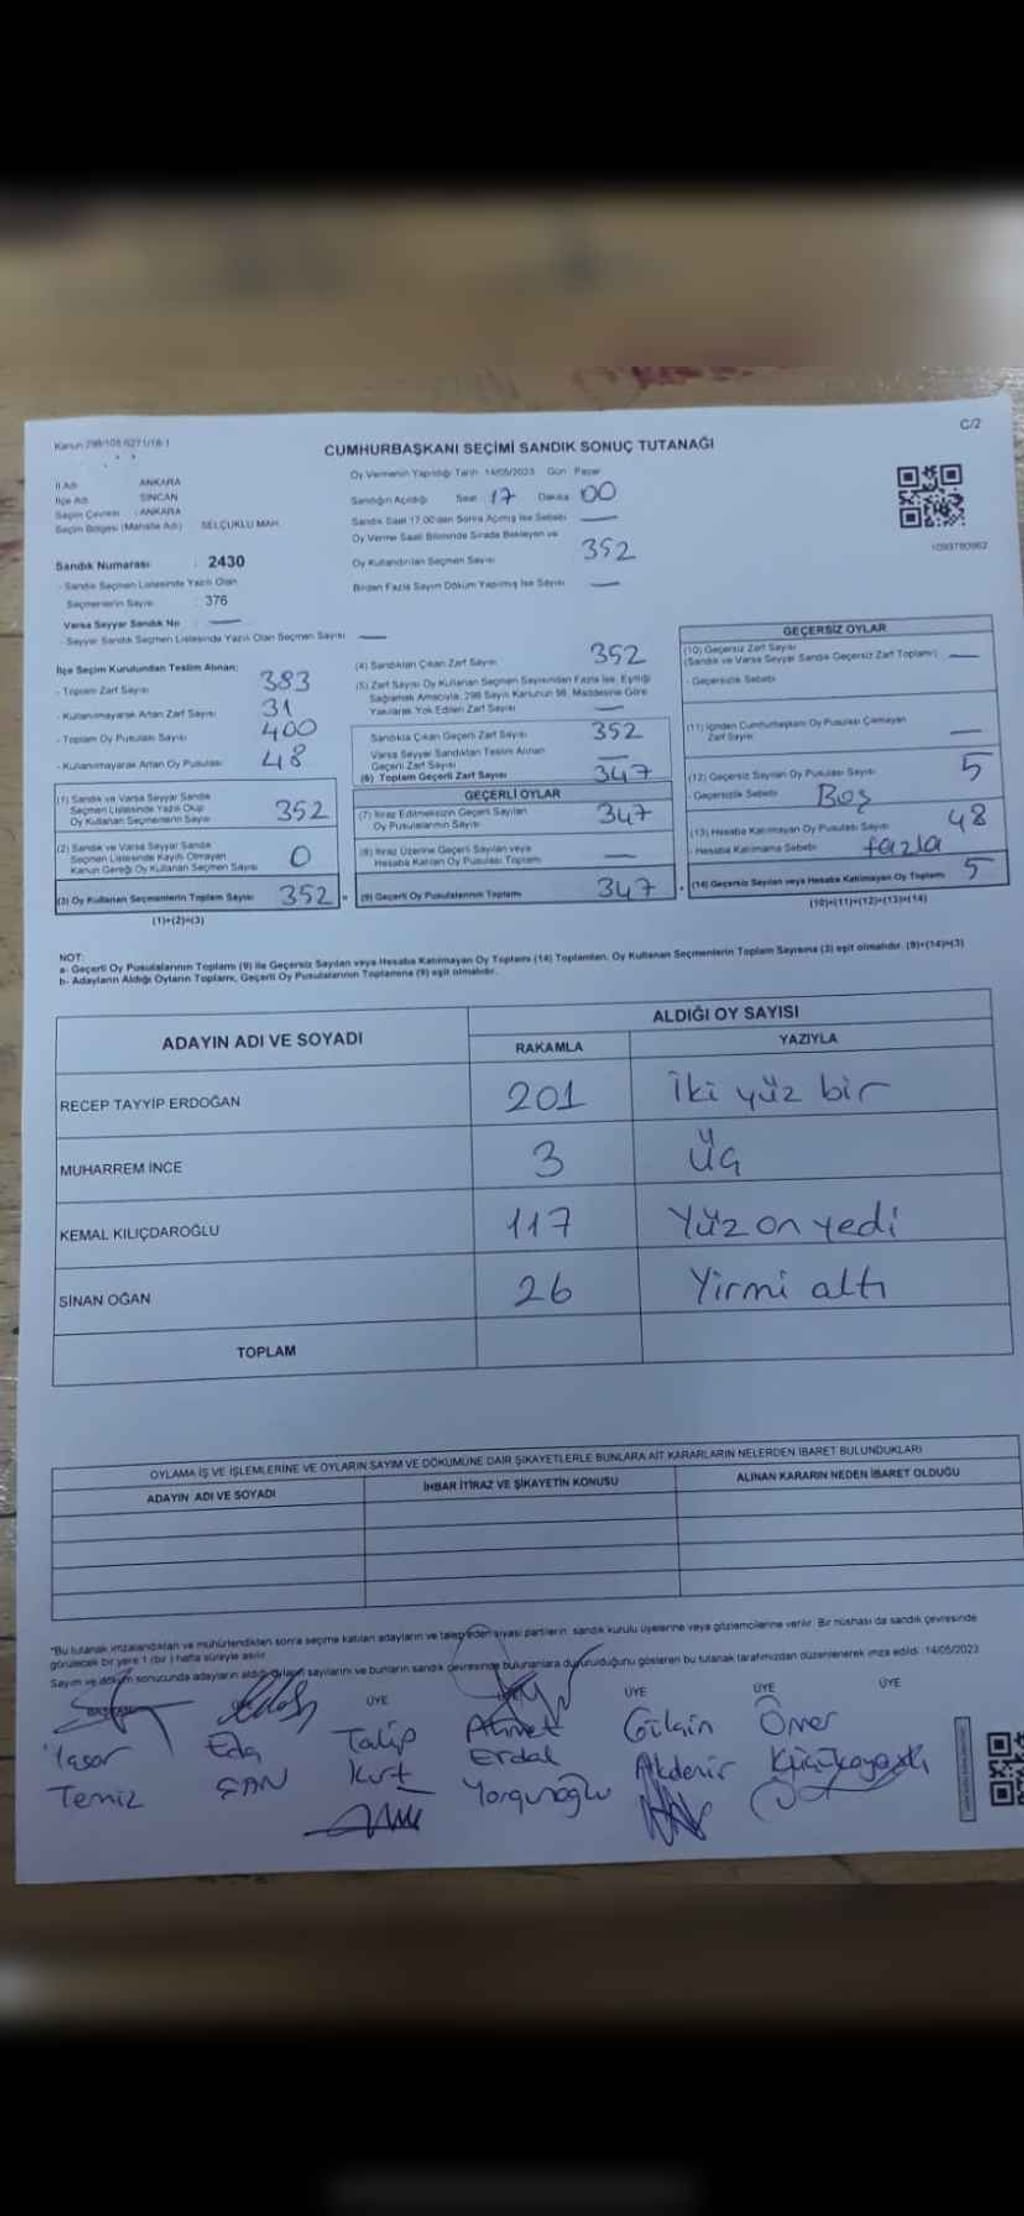 C/2
Kanun 298/105 6271/18-1
CUMHURBAŞKANI SEÇİMİ SANDIK SONUÇ TUTANAĞI
İl Adı ANKARA
İlçe Adı SİNCAN
Seçim Çevresi : ANKARA
Seçim Bölgesi (Mahalle Adı) SELÇUKLU MAH.
Oy Vermenin Yapıldığı Tarih 14/05/2023 Gün Pazar
Sandığın Açıldığı Saat 17 Dakika 00
Sandık Saat 17.00'den Sonra Açılmış İse Sebebi —
Oy Verme Saati Bitiminde Sırada Bekleyen ve
Oy Kullandırılan Seçmen Sayısı 352
Birden Fazla Sayım Döküm Yapılmış İse Sayısı —
1093780962
Sandık Numarası : 2430
- Sandık Seçmen Listesinde Yazılı Olan
Seçmenlerin Sayısı : 376
Varsa Seyyar Sandık No : —
- Seyyar Sandık Seçmen Listesinde Yazılı Olan Seçmen Sayısı —
İlçe Seçim Kurulundan Teslim Alınan:
- Toplam Zarf Sayısı 383
- Kullanılmayarak Artan Zarf Sayısı 31
- Toplam Oy Pusulası Sayısı 400
- Kullanılmayarak Artan Oy Pusulası 48
(1) Sandık ve Varsa Seyyar Sandık
Seçmen Listesinde Yazılı Olup
Oy Kullanan Seçmenlerin Sayısı 352
(2) Sandık ve Varsa Seyyar Sandık
Seçmen Listesinde Kayıtlı Olmayan
Kanun Gereği Oy Kullanan Seçmen Sayısı 0
(3) Oy Kullanan Seçmenlerin Toplam Sayısı 352 =
(1)+(2)=(3)
(4) Sandıktan Çıkan Zarf Sayısı 352
(5) Zarf Sayısı Oy Kullanan Seçmen Sayısından Fazla İse, Eşitliği
Sağlamak Amacıyla, 298 Sayılı Kanunun 98. Maddesine Göre
Yakılarak Yok Edilen Zarf Sayısı —
Sandıkta Çıkan Geçerli Zarf Sayısı 352
Varsa Seyyar Sandıktan Teslim Alınan
Geçerli Zarf Sayısı —
(6) Toplam Geçerli Zarf Sayısı 347
GEÇERLİ OYLAR
(7) İtiraz Edilmeksizin Geçerli Sayılan
Oy Pusulalarının Sayısı 347
(8) İtiraz Üzerine Geçerli Sayılan veya
Hesaba Katılan Oy Pusulası Toplamı —
(9) Geçerli Oy Pusulalarının Toplamı 347 +
GEÇERSİZ OYLAR
(10) Geçersiz Zarf Sayısı
(Sandık ve Varsa Seyyar Sandık Geçersiz Zarf Toplamı) —
- Geçersizlik Sebebi
(11) İçinden Cumhurbaşkanı Oy Pusulası Çıkmayan
Zarf Sayısı —
(12) Geçersiz Sayılan Oy Pusulası Sayısı 5
- Geçersizlik Sebebi Boş
(13) Hesaba Katılmayan Oy Pusulası Sayısı 48
- Hesaba Katılmama Sebebi fazla
(14) Geçersiz Sayılan veya Hesaba Katılmayan Oy Toplamı 5
(10)+(11)+(12)+(13)=(14)
NOT:
a- Geçerli Oy Pusulalarının Toplamı (9) ile Geçersiz Sayılan veya Hesaba Katılmayan Oy Toplamı (14) Toplamları, Oy Kullanan Seçmenlerin Toplam Sayısına (3) eşit olmalıdır. (9)+(14)=(3)
b- Adayların Aldığı Oyların Toplamı, Geçerli Oy Pusulalarının Toplamına (9) eşit olmalıdır.
ADAYIN ADI VE SOYADI
ALDIĞI OY SAYISI
RAKAMLA YAZIYLA
RECEP TAYYİP ERDOĞAN 201 İki yüz bir
MUHARREM İNCE 3 Üç
KEMAL KILIÇDAROĞLU 117 Yüz on yedi
SİNAN OĞAN 26 Yirmi altı
TOPLAM
OYLAMA İŞ VE İŞLEMLERİNE VE OYLARIN SAYIM VE DÖKÜMÜNE DAİR ŞİKAYETLERLE BUNLARA AİT KARARLARIN NELERDEN İBARET BULUNDUKLARI
ADAYIN ADI VE SOYADI İHBAR İTİRAZ VE ŞİKAYETİN KONUSU ALINAN KARARIN NEDEN İBARET OLDUĞU
*Bu tutanak imzalandıktan ve mühürlendikten sonra seçime katılan adayların ve talep eden siyasi partilerin, sandık kurulu üyelerine veya gözlemcilerine verilir. Bir nüshası da sandık çevresinde
görülecek bir yere 1 (bir) hafta süreyle asılır.
Sayım ve döküm sonucunda adayların aldığı oyların sayılarını ve bunların sandık çevresinde bulunanlara duyurulduğunu gösteren bu tutanak tarafımızdan düzenlenerek imza edildi. 14/05/2023
ÜYE ÜYE ÜYE ÜYE
Yaşar Eda Talip Ahmet Gülşin Ömer
Temiz ŞAN Kurt Erdal Akdenir Küçükayaklı
Yorgunoğlu